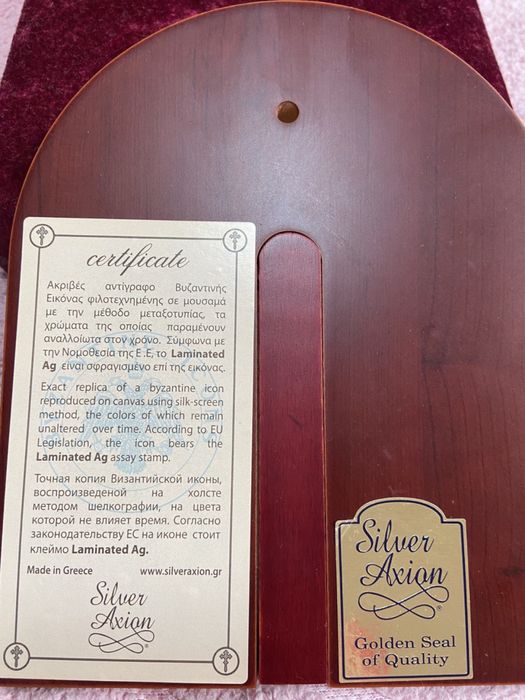 certificate
Ακριβές αντίγραφο Βυζαντινής
Εικόνας φιλοτεχνημένης σε μουσαμά
με την μέθοδο μεταξοτυπίας, τα
χρώματα της οποίας παραμένουν
αναλλοίωτα στον χρόνο. Σύμφωνα με
την Νομοθεσία της Ε.Ε, το Laminated
Ag είναι σφραγισμένο επί της εικόνας.
Exact replica of a byzantine icon
reproduced on canvas using silk-screen
method, the colors of which remain
unaltered over time. According to EU
Legislation, the icon bears the
Laminated Ag assay stamp.
Точная копия Византийской иконы,
воспроизведеной на холсте
методом шелкографии, на цвета
которой не влияет время. Согласно
законодательству ЕС на иконе стоит
клеймо Laminated Ag.
Made in Greece www.silveraxion.gr
Silver
Axion
®
Silver
Axion
®
Golden Seal
of Quality